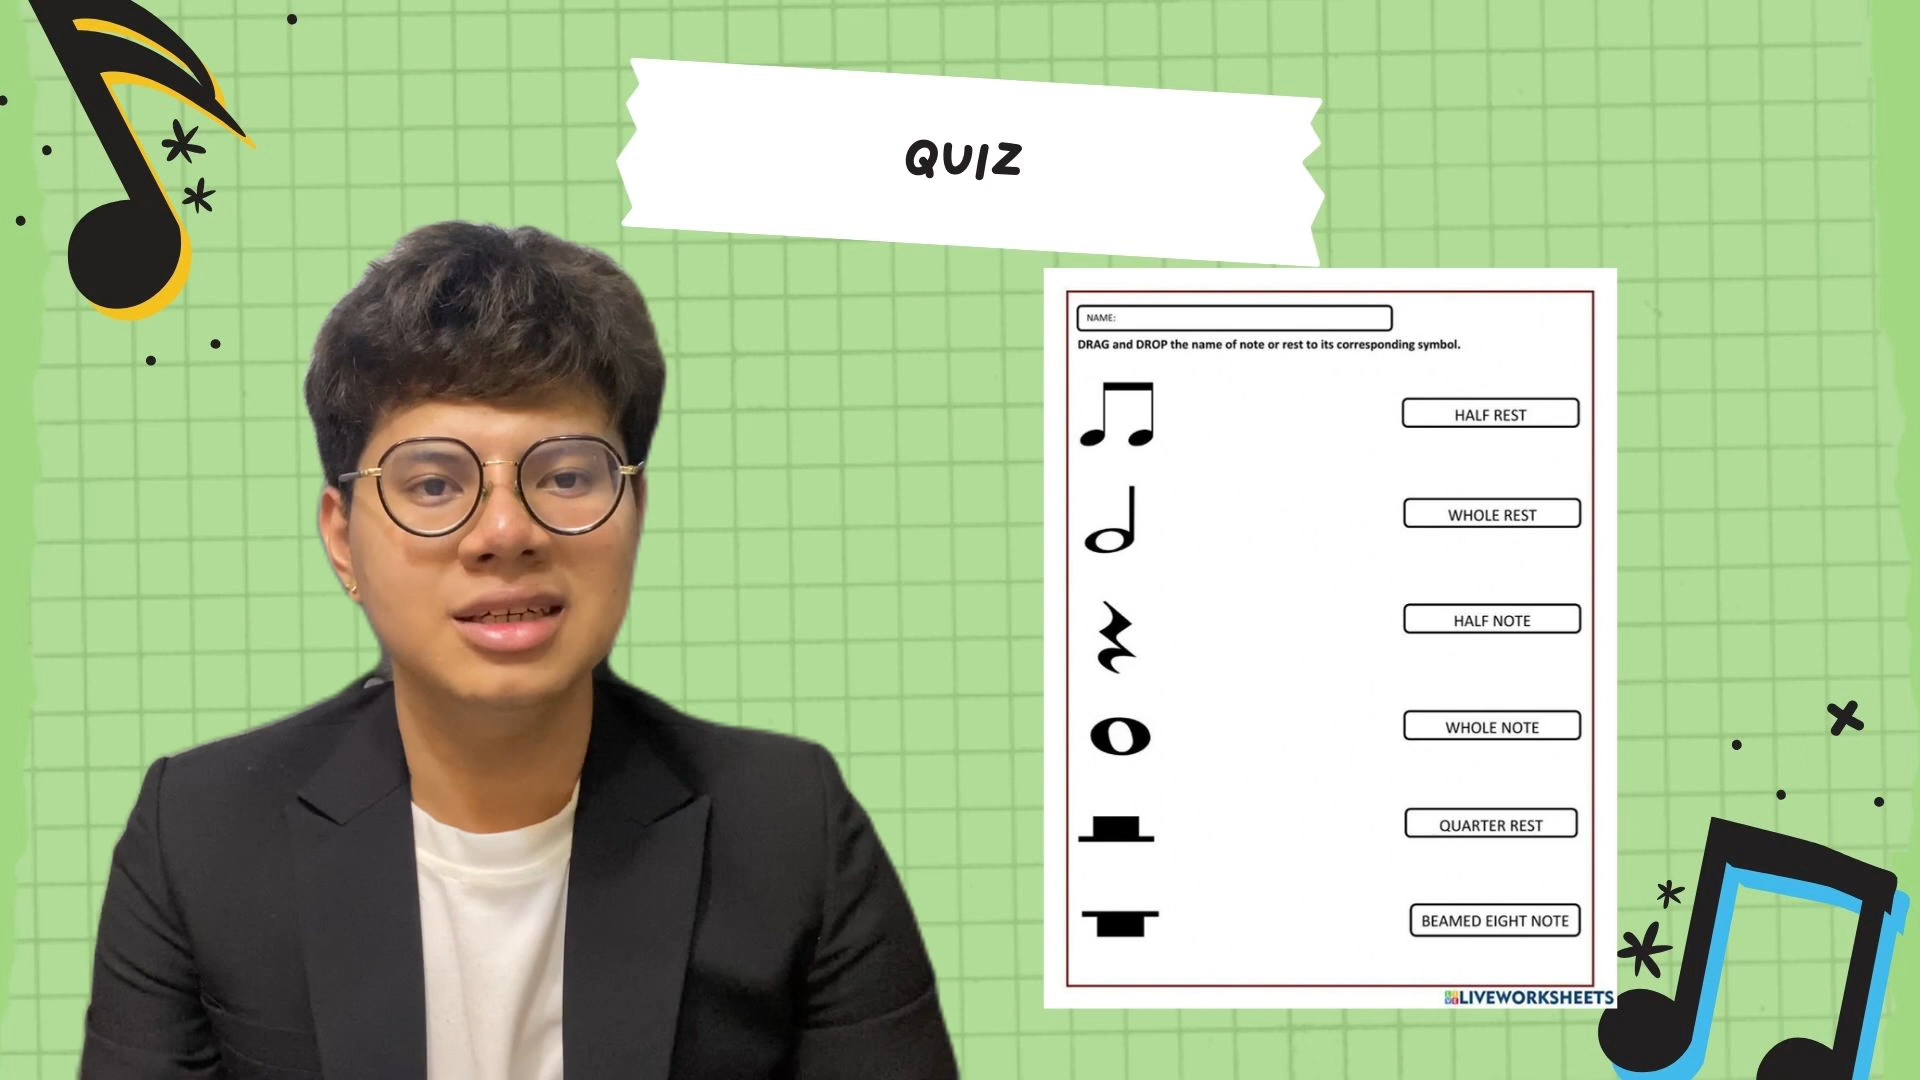 QUIZ
NAME:
DRAG and DROP the name of note or rest to its corresponding symbol.
HALF REST
WHOLE REST
HALF NOTE
WHOLE NOTE
QUARTER REST
BEAMED EIGHT NOTE
LIVEWORKSHEETS